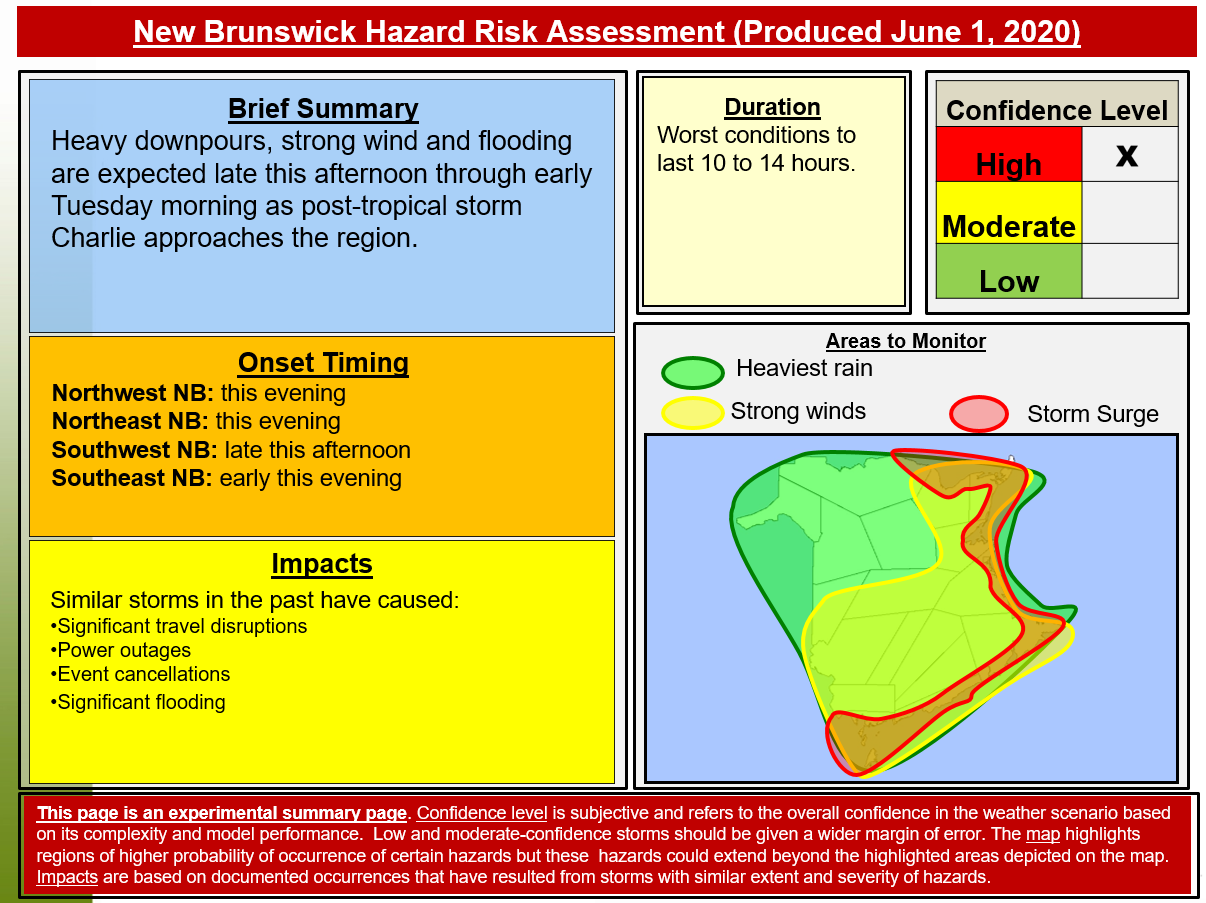 New Brunswick Hazard Risk Assessment (Produced June 1, 2020)
Brief Summary
Heavy downpours, strong wind and flooding
are expected late this afternoon through early
Tuesday morning as post-tropical storm
Charlie approaches the region.
Onset Timing
Northwest NB: this evening
Northeast NB: this evening
Southwest NB: late this afternoon
Southeast NB: early this evening
Impacts
Similar storms in the past have caused:
•Significant travel disruptions
•Power outages
•Event cancellations
•Significant flooding
Duration
Worst conditions to
last 10 to 14 hours.
Confidence Level
High x
Moderate
Low
Areas to Monitor
Heaviest rain
Strong winds Storm Surge
This page is an experimental summary page. Confidence level is subjective and refers to the overall confidence in the weather scenario based
on its complexity and model performance.  Low and moderate-confidence storms should be given a wider margin of error. The map highlights
regions of higher probability of occurrence of certain hazards but these  hazards could extend beyond the highlighted areas depicted on the map.
Impacts are based on documented occurrences that have resulted from storms with similar extent and severity of hazards.